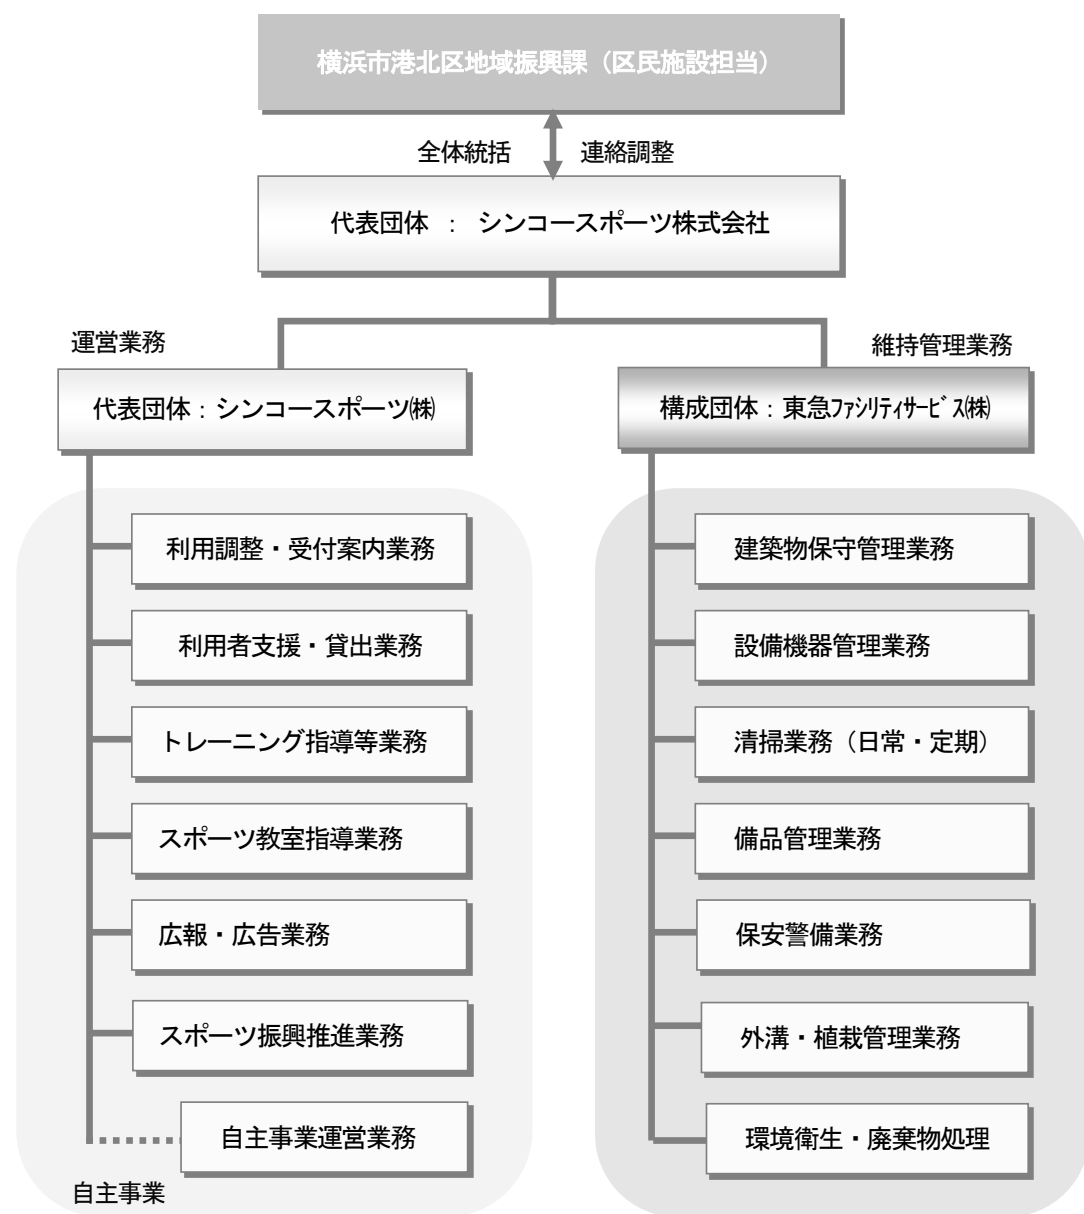 横浜市港北区地域振興課（区民施設担当）
全体統括
連絡調整
代表団体 ： シンコースポーツ株式会社
運営業務
代表団体：シンコースポーツ㈱
利用調整・受付案内業務
利用者支援・貸出業務
トレーニング指導等業務
スポーツ教室指導業務
広報・広告業務
スポーツ振興推進業務
自主事業運営業務
自主事業
維持管理業務
構成団体：東急ﾌｧｼﾘﾃｨｻｰﾋﾞｽ㈱
建築物保守管理業務
設備機器管理業務
清掃業務（日常・定期）
備品管理業務
保安警備業務
外溝・植栽管理業務
環境衛生・廃棄物処理